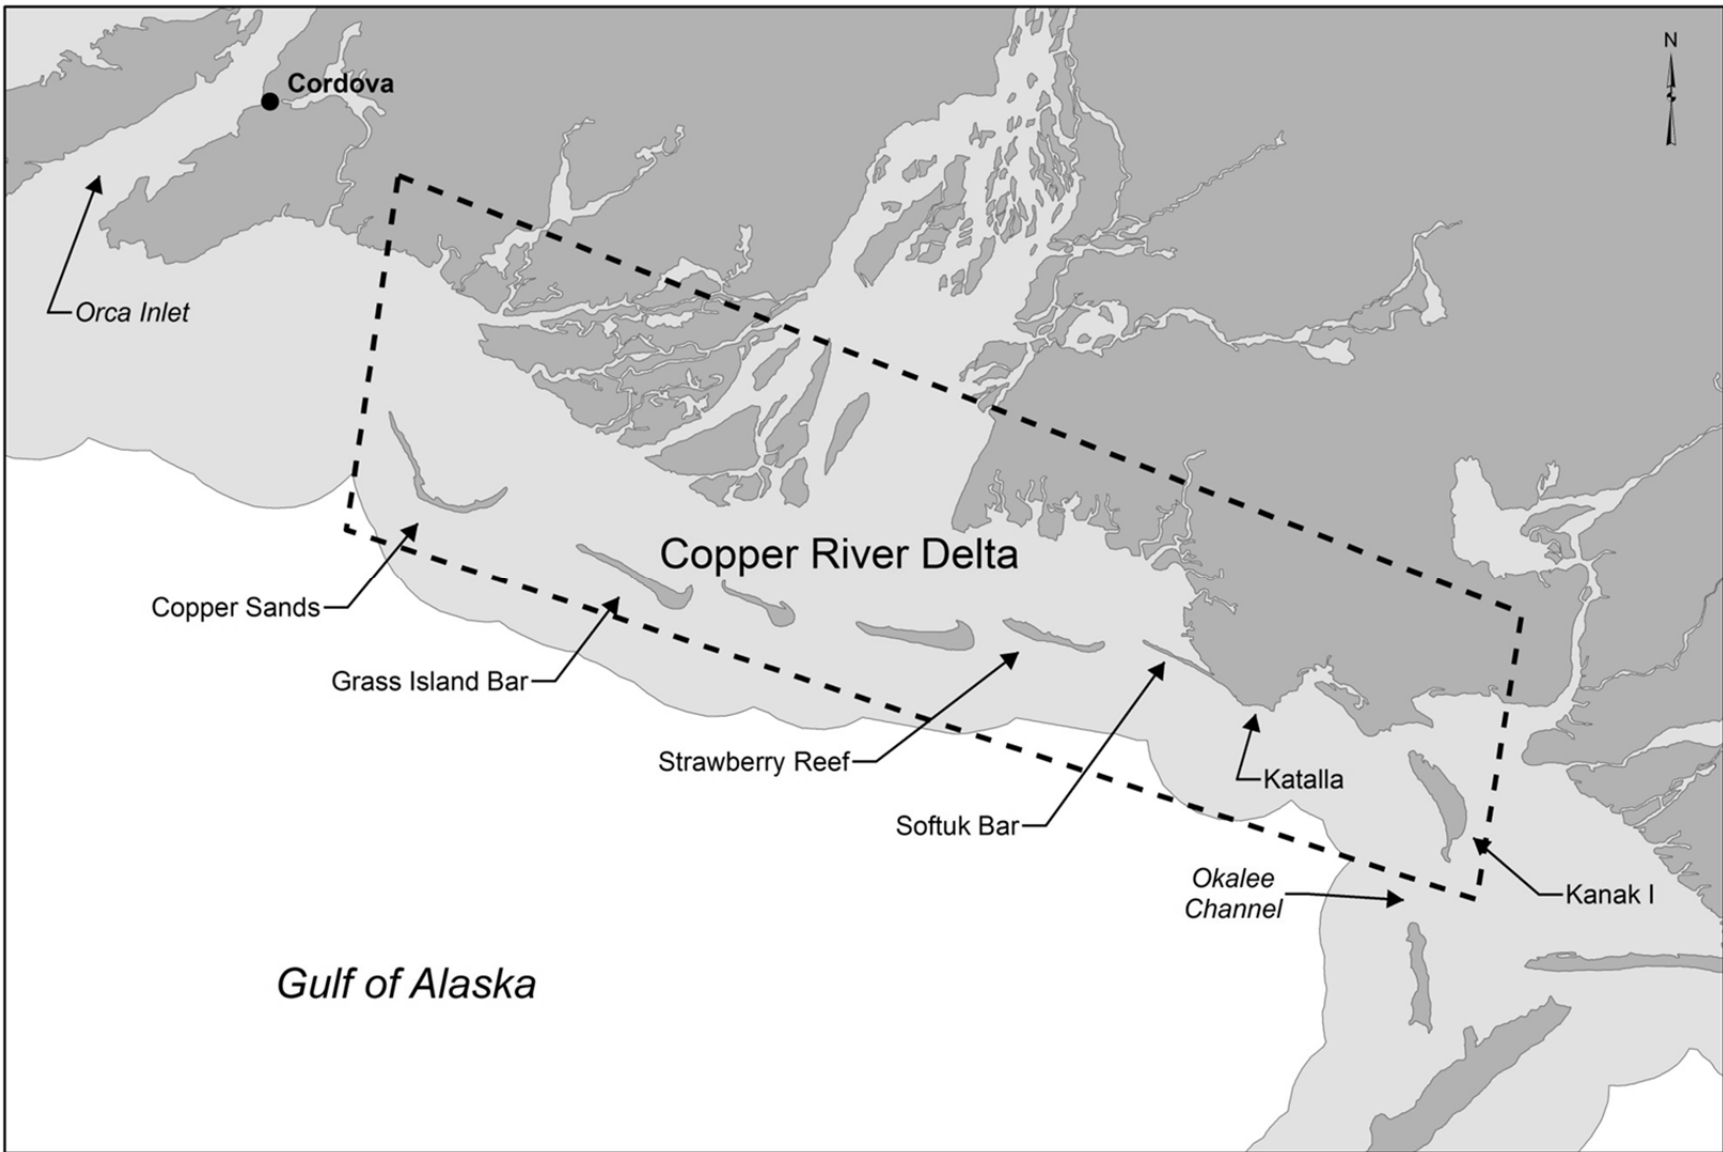 N
Cordova
Orca Inlet
Copper River Delta
Copper Sands
Grass Island Bar
Strawberry Reef
Katalla
Softuk Bar
Okalee
Channel
Kanak I
Gulf of Alaska